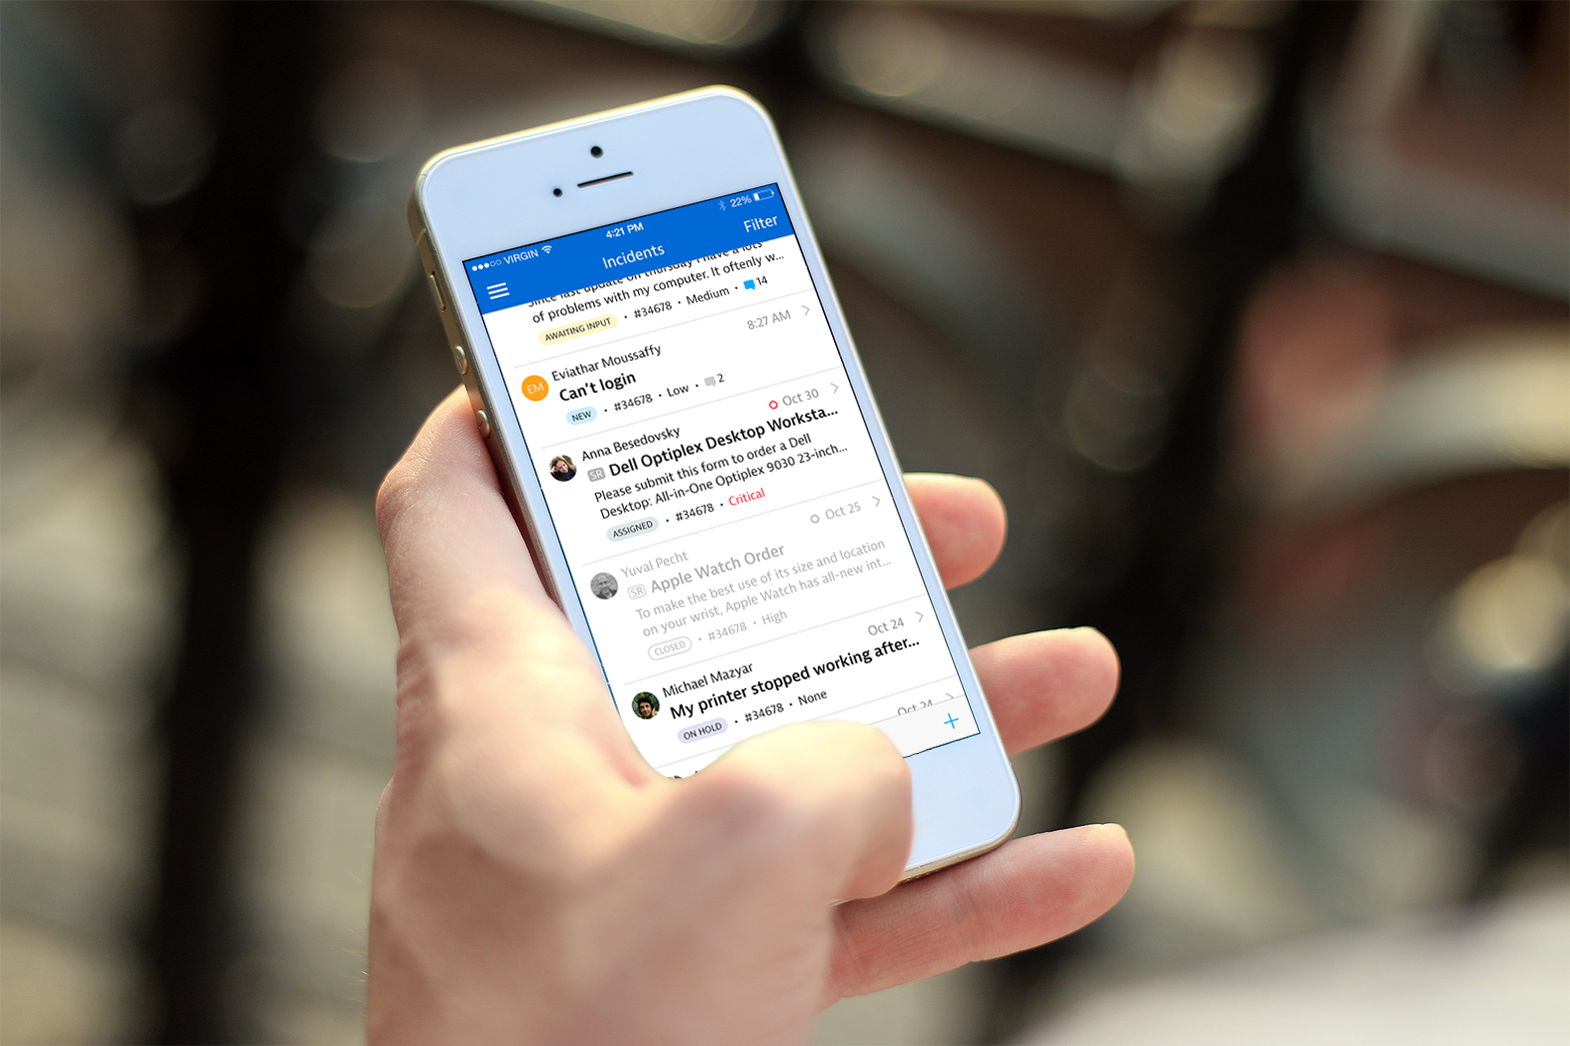 VIRGIN
4:21 PM
22%
Incidents
Filter
Since last update on thursday I have a lots
of problems with my computer. It oftenly w...
AWAITING INPUT • #34678 • Medium • 14
8:27 AM
Eviathar Moussaffy
EM
Can't login
NEW • #34678 • Low • 2
Oct 30
Anna Besedovsky
SR Dell Optiplex Desktop Worksta...
Please submit this form to order a Dell
Desktop: All-in-One Optiplex 9030 23-inch...
ASSIGNED • #34678 • Critical
Oct 25
Yuval Pecht
SR Apple Watch Order
To make the best use of its size and location
on your wrist, Apple Watch has all-new int...
CLOSED • #34678 • High
Oct 24
Michael Mazyar
My printer stopped working after...
ON HOLD • #34678 • None
Oct 24
+